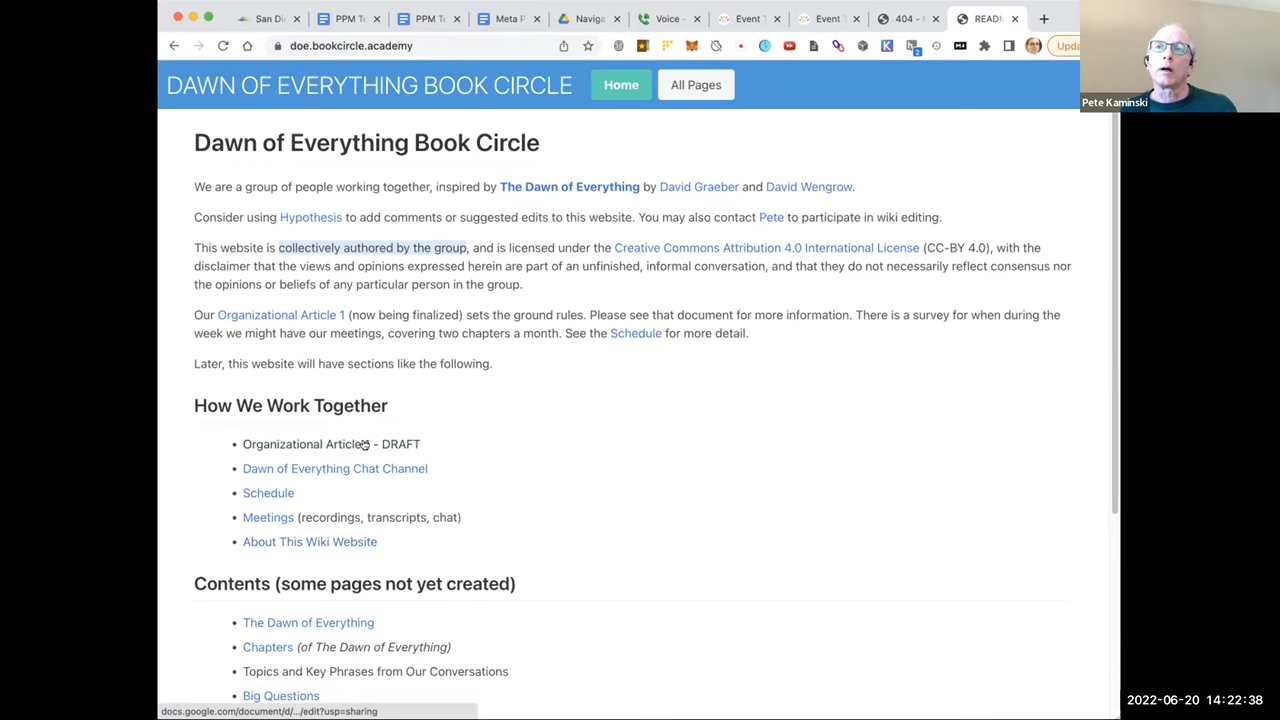 San Di
PPM T
PPM T
Meta P
Naviga
Voice -
Event T
Event T
404 -
READM
doe.bookcircle.academy
2
Upda
DAWN OF EVERYTHING BOOK CIRCLE
Home
All Pages
Pete Kaminski
Dawn of Everything Book Circle
We are a group of people working together, inspired by The Dawn of Everything by David Graeber and David Wengrow.
Consider using Hypothesis to add comments or suggested edits to this website. You may also contact Pete to participate in wiki editing.
This website is collectively authored by the group, and is licensed under the Creative Commons Attribution 4.0 International License (CC-BY 4.0), with the
disclaimer that the views and opinions expressed herein are part of an unfinished, informal conversation, and that they do not necessarily reflect consensus nor
the opinions or beliefs of any particular person in the group.
Our Organizational Article 1 (now being finalized) sets the ground rules. Please see that document for more information. There is a survey for when during the
week we might have our meetings, covering two chapters a month. See the Schedule for more detail.
Later, this website will have sections like the following.
How We Work Together
• Organizational Article - DRAFT
• Dawn of Everything Chat Channel
• Schedule
• Meetings (recordings, transcripts, chat)
• About This Wiki Website
Contents (some pages not yet created)
• The Dawn of Everything
• Chapters (of The Dawn of Everything)
• Topics and Key Phrases from Our Conversations
• Big Questions
docs.google.com/document/d/.../edit?usp=sharing
2022-06-20 14:22:38